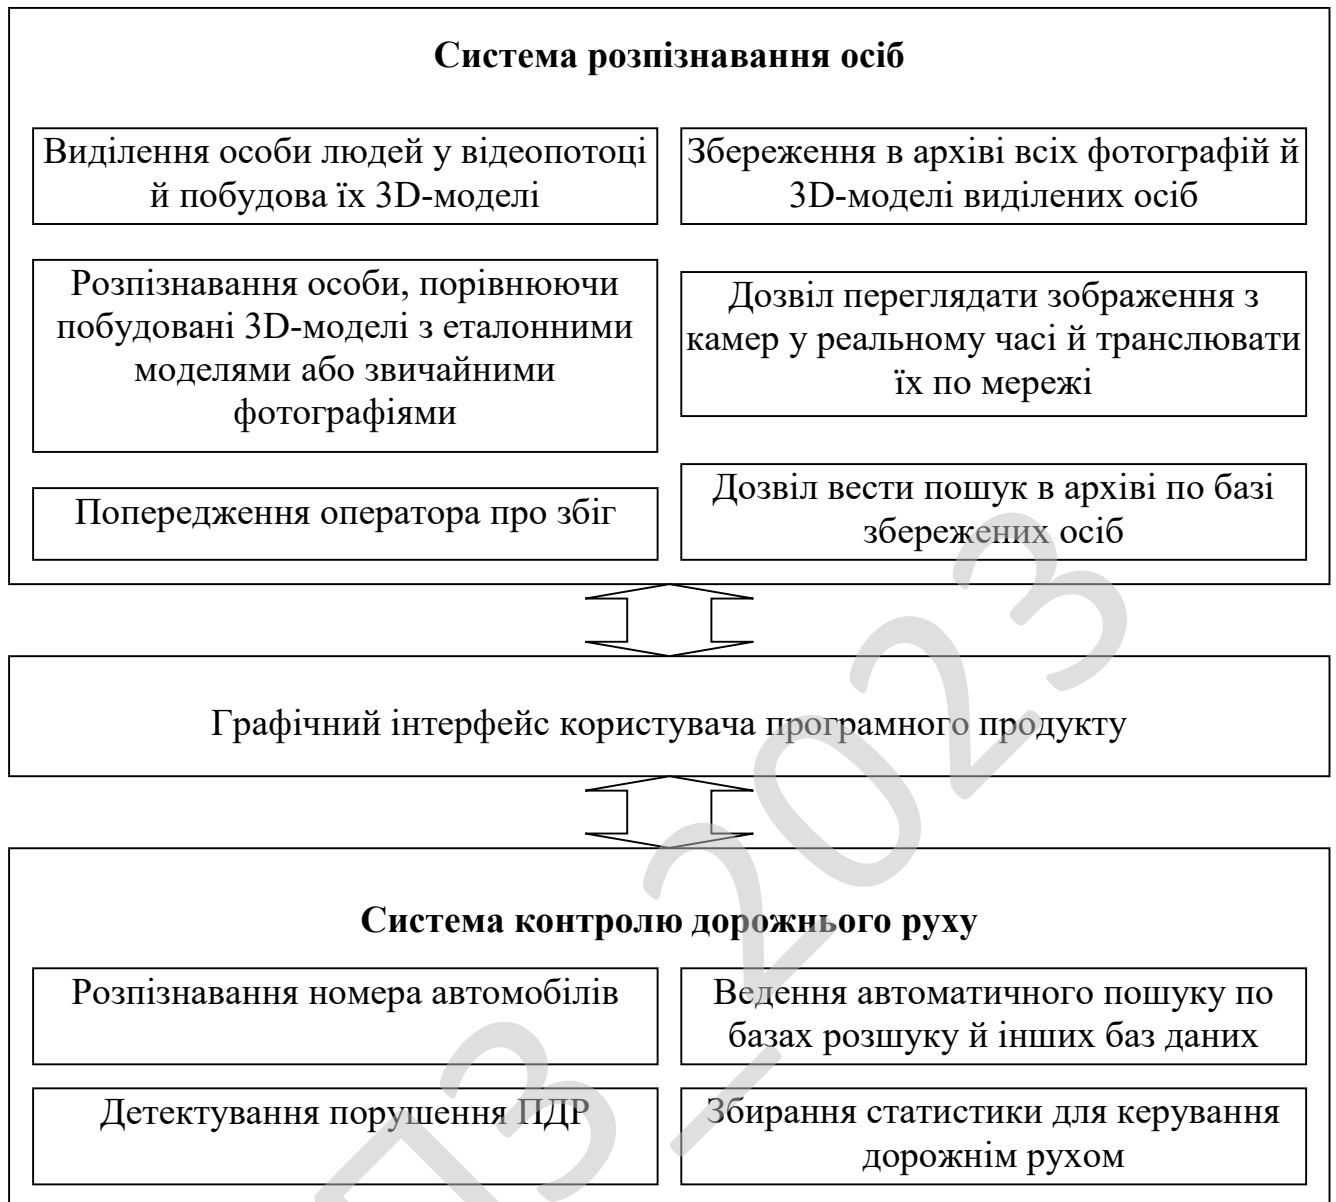 Система розпізнавання осіб
Виділення особи людей у відеопотоці
й побудова їх 3D-моделі
Збереження в архіві всіх фотографій й
3D-моделі виділених осіб
Розпізнавання особи, порівнюючи
побудовані 3D-моделі з еталонними
моделями або звичайними
фотографіями
Дозвіл переглядати зображення з
камер у реальному часі й транслювати
їх по мережі
Попередження оператора про збіг
Дозвіл вести пошук в архіві по базі
збережених осіб
Графічний інтерфейс користувача програмного продукту
Система контролю дорожнього руху
Розпізнавання номера автомобілів
Ведення автоматичного пошуку по
базах розшуку й інших баз даних
Детектування порушення ПДР
Збирання статистики для керування
дорожнім рухом